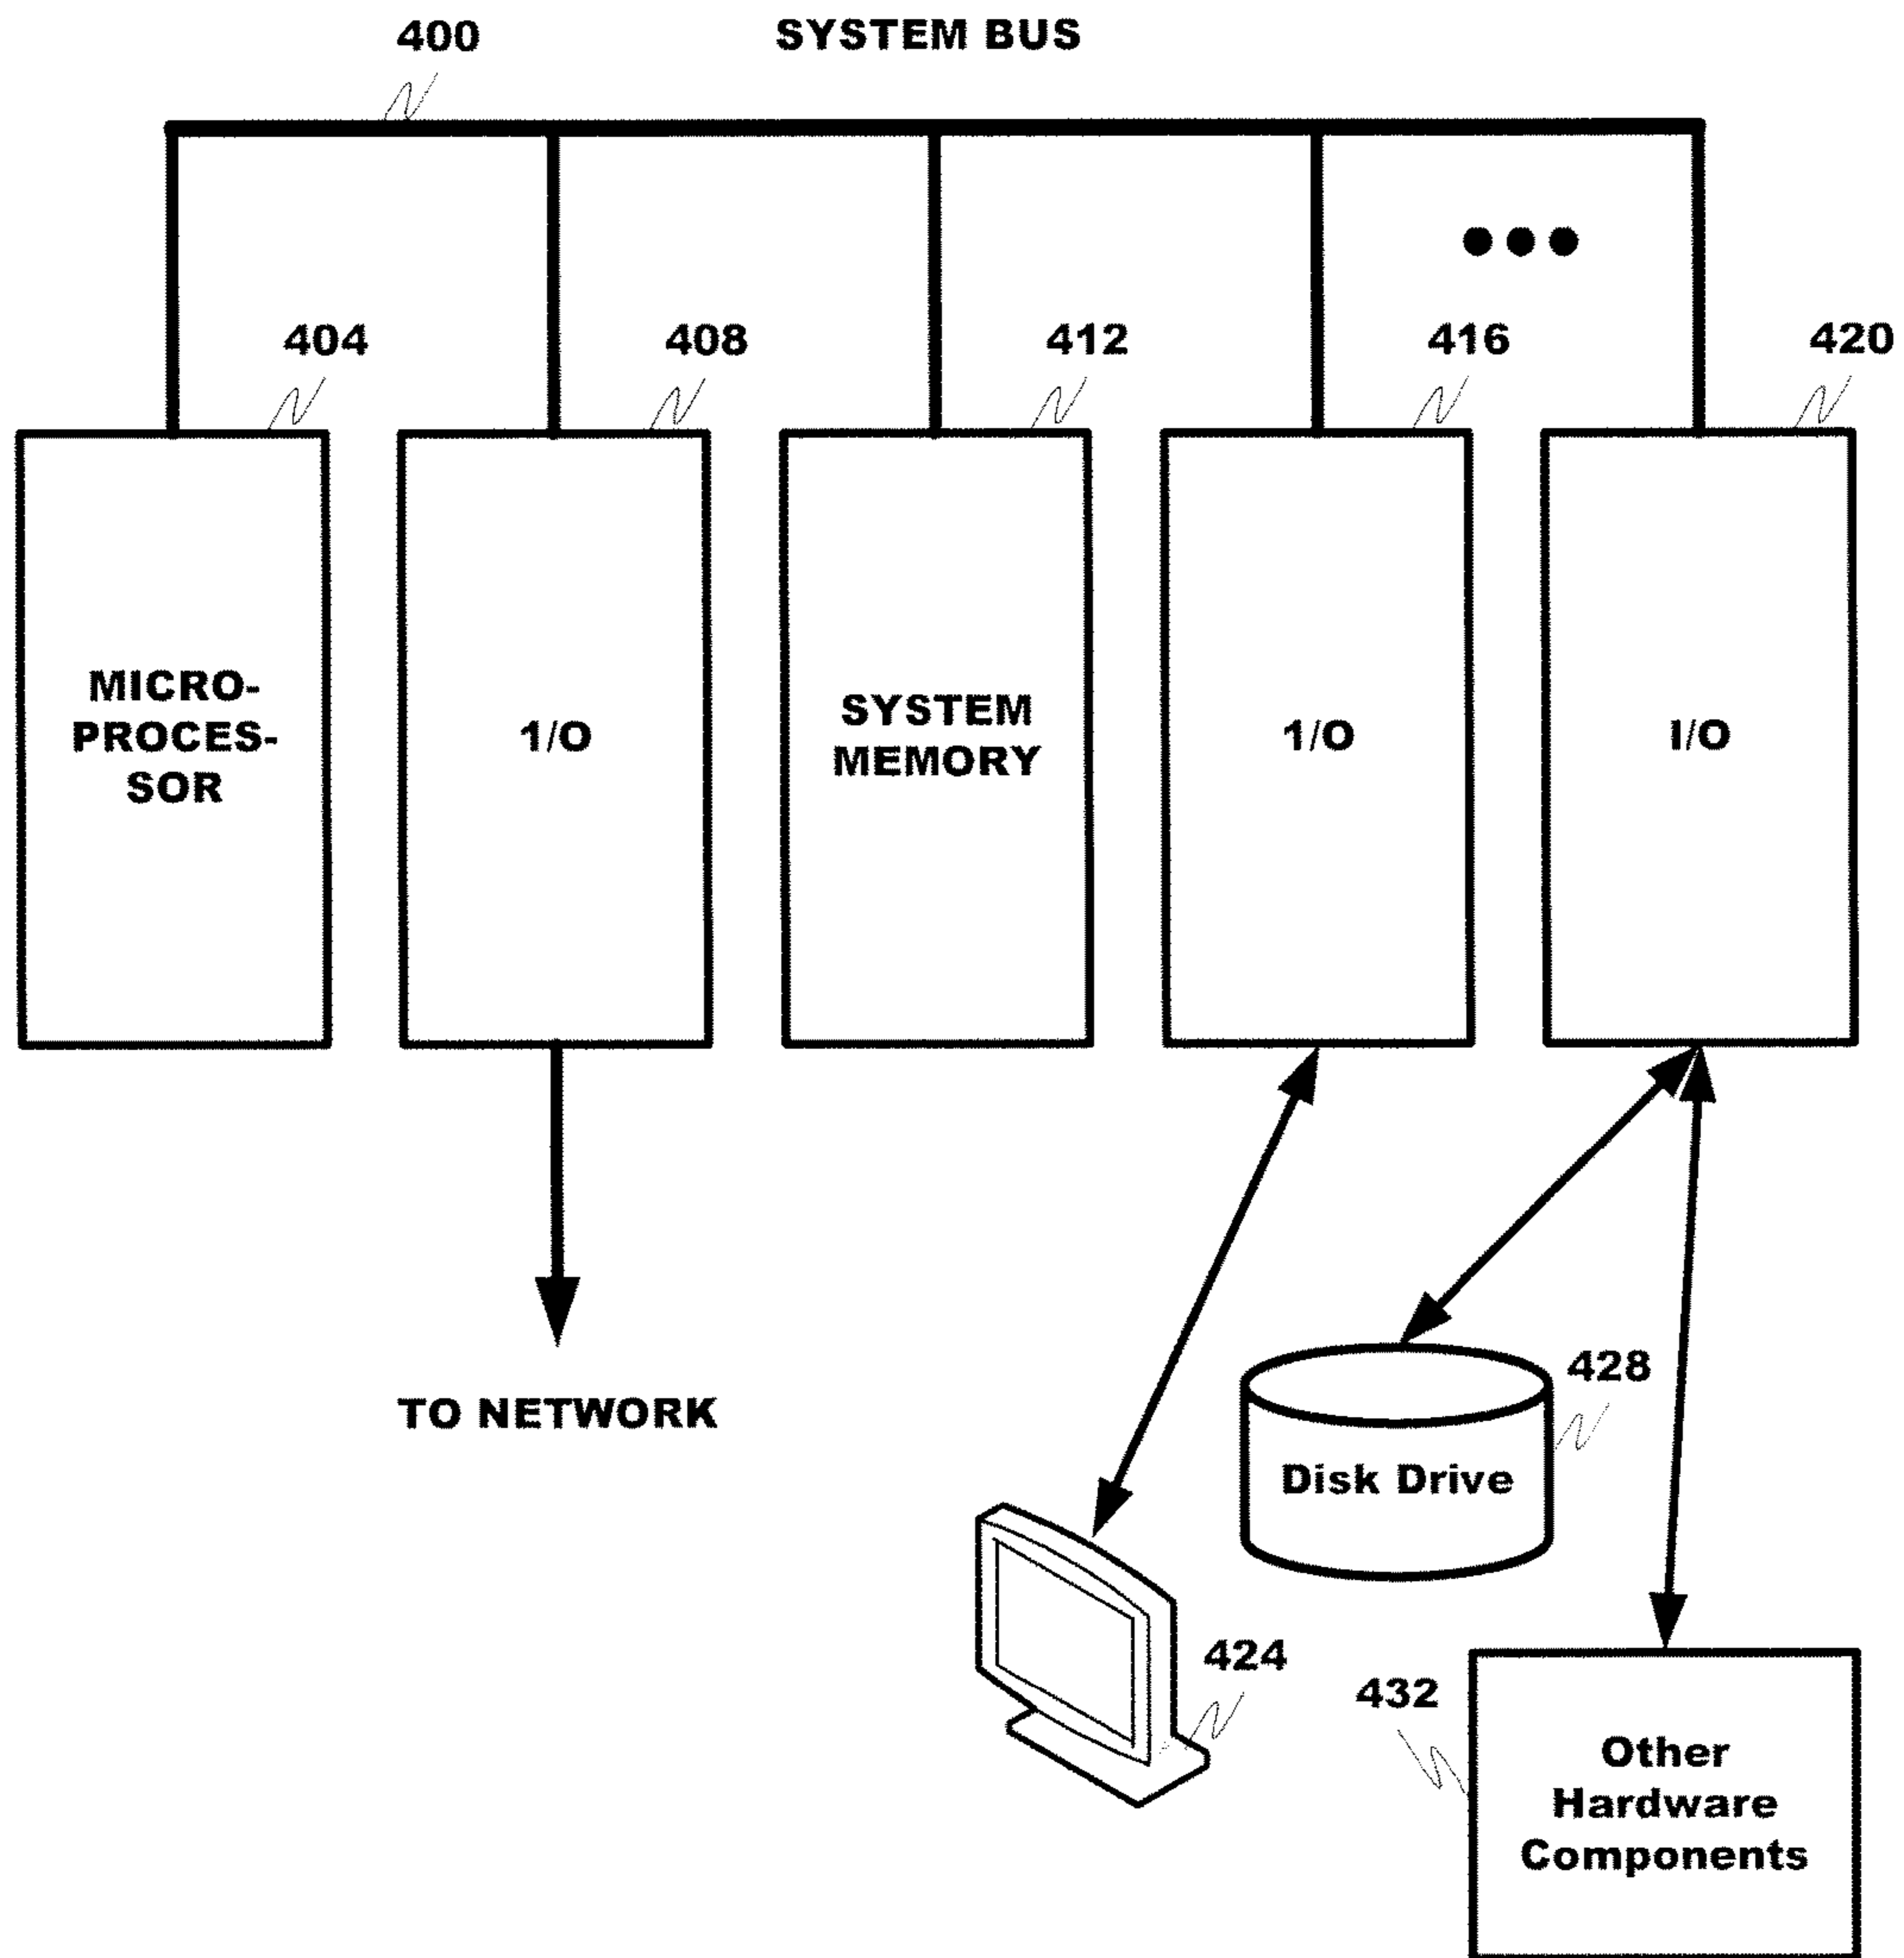 400
SYSTEM BUS
404
408
412
416
420
MICRO-
PROCES-
SOR
1/O
SYSTEM
MEMORY
1/O
I/O
TO NETWORK
428
Disk Drive
424
432
Other
Hardware
Components